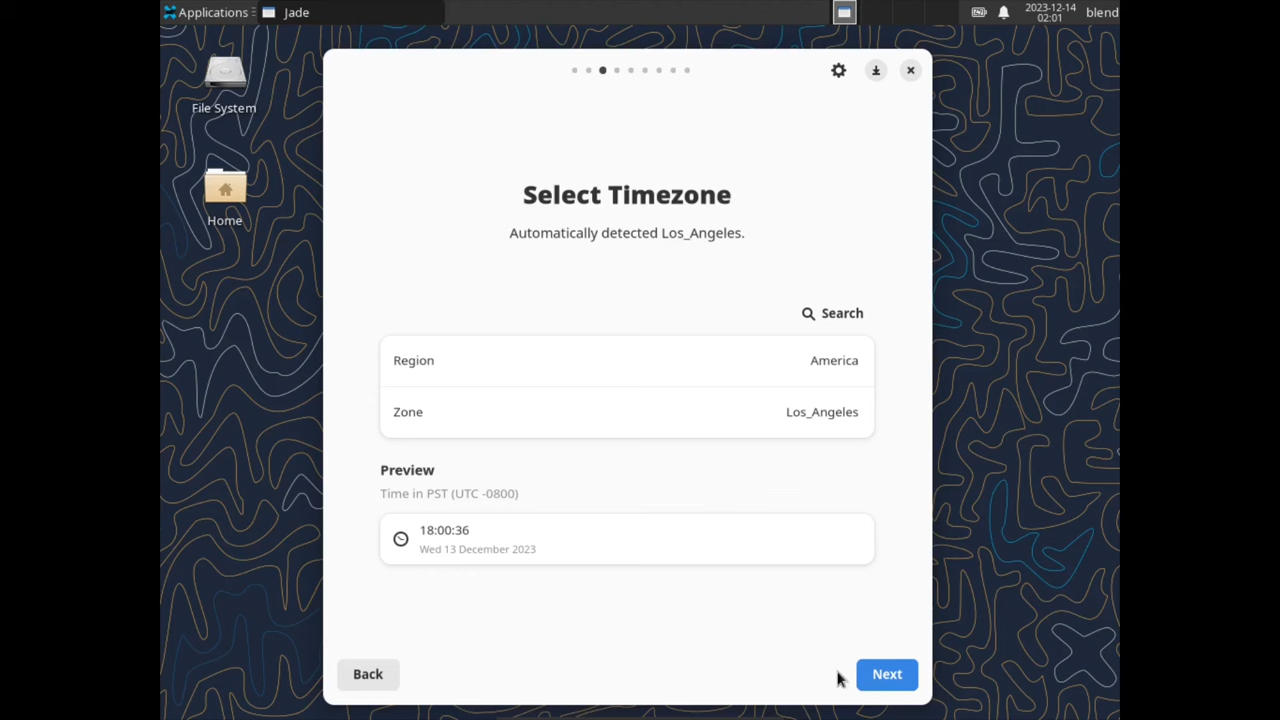 Applications
Jade
2023-12-14
02:01
blend
File System
Home
Select Timezone
Automatically detected Los_Angeles.
Search
Region America
Zone Los_Angeles
Preview
Time in PST (UTC -0800)
18:00:36
Wed 13 December 2023
Back
Next